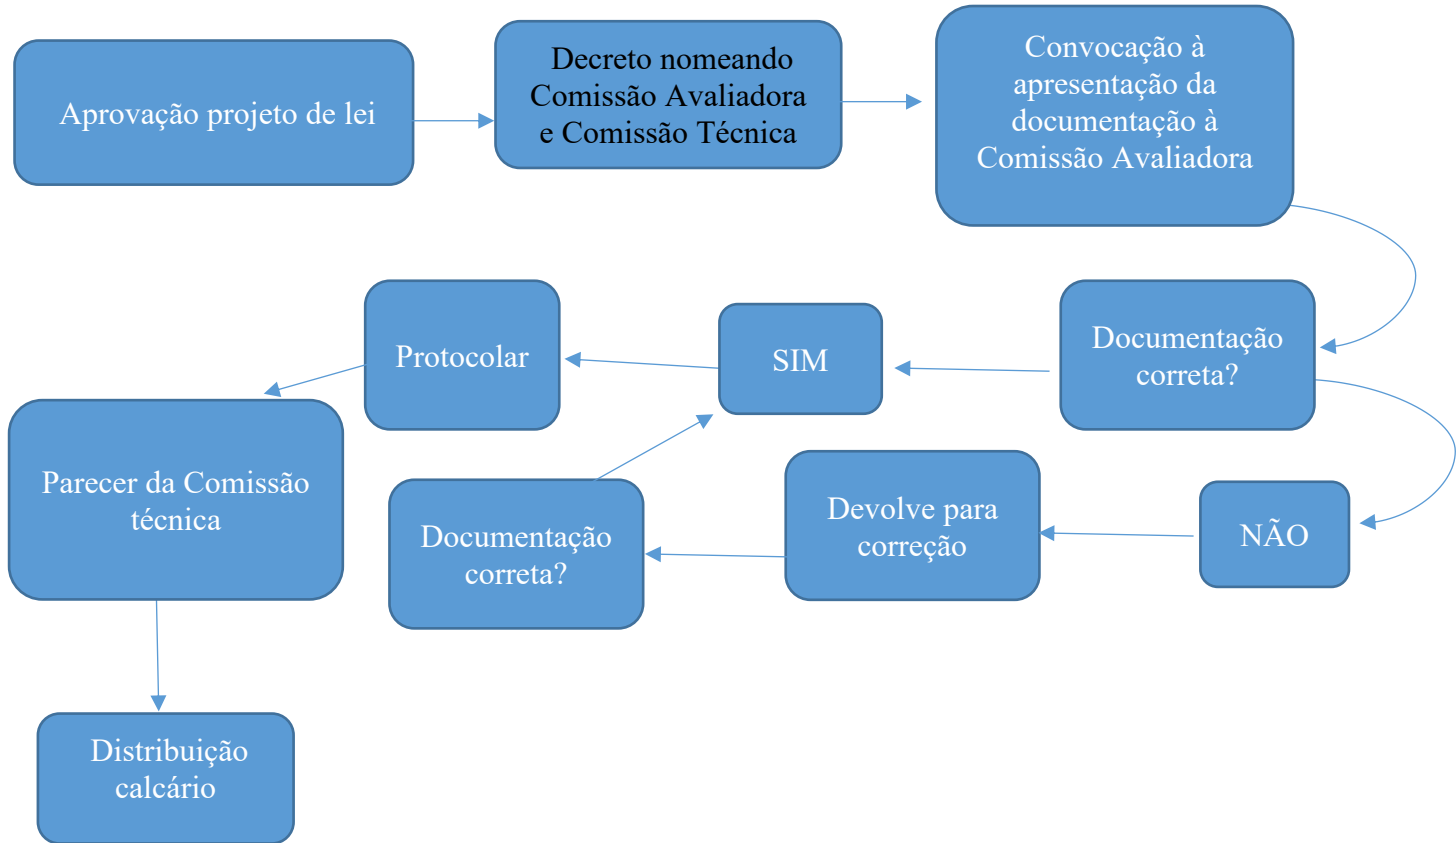 Aprovação projeto de lei
Decreto nomeando
Comissão Avaliadora
e Comissão Técnica
Convocação à
apresentação da
documentação à
Comissão Avaliadora
Documentação
correta?
SIM
Protocolar
Parecer da Comissão
técnica
NÃO
Devolve para
correção
Documentação
correta?
Distribuição
calcário